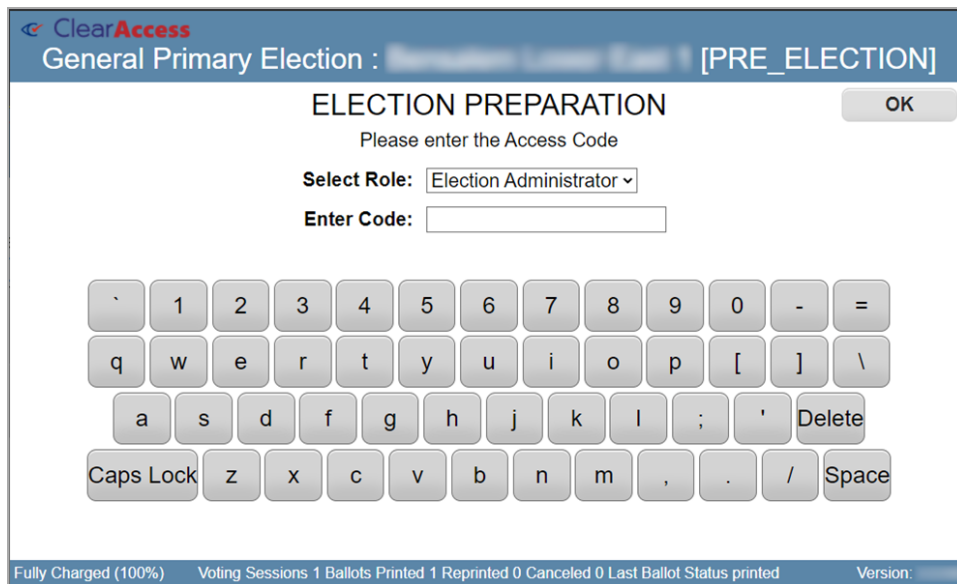 ClearAccess
General Primary Election : [PRE_ELECTION]
ELECTION PREPARATION
OK
Please enter the Access Code
Select Role: Election Administrator
Enter Code:
` 1 2 3 4 5 6 7 8 9 0 - =
q w e r t y u i o p [ ] \
a s d f g h j k l ; ' Delete
Caps Lock z x c v b n m , . / Space
Fully Charged (100%) Voting Sessions 1 Ballots Printed 1 Reprinted 0 Canceled 0 Last Ballot Status printed Version: